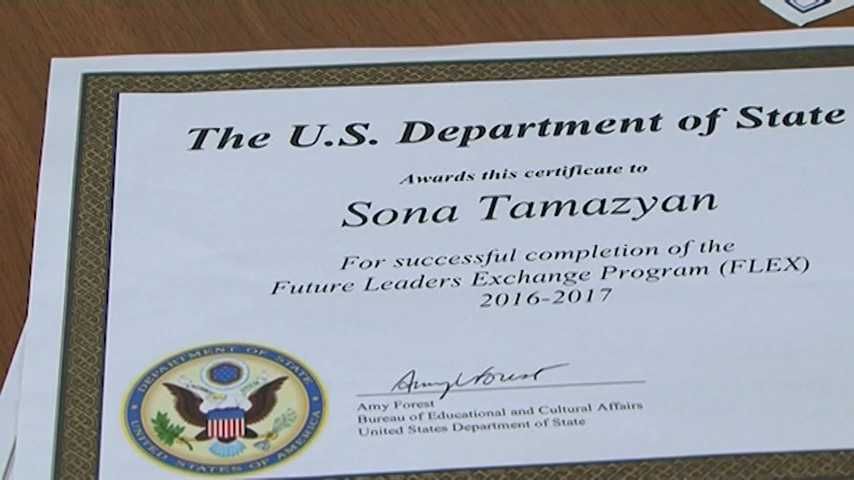 The U.S. Department of State
Awards this certificate to
Sona Tamazyan
For successful completion of the
Future Leaders Exchange Program (FLEX)
2016-2017
Amy Forest
Amy Forest
Bureau of Educational and Cultural Affairs
United States Department of State
DEPARTMENT OF STATE
UNITED STATES OF AMERICA